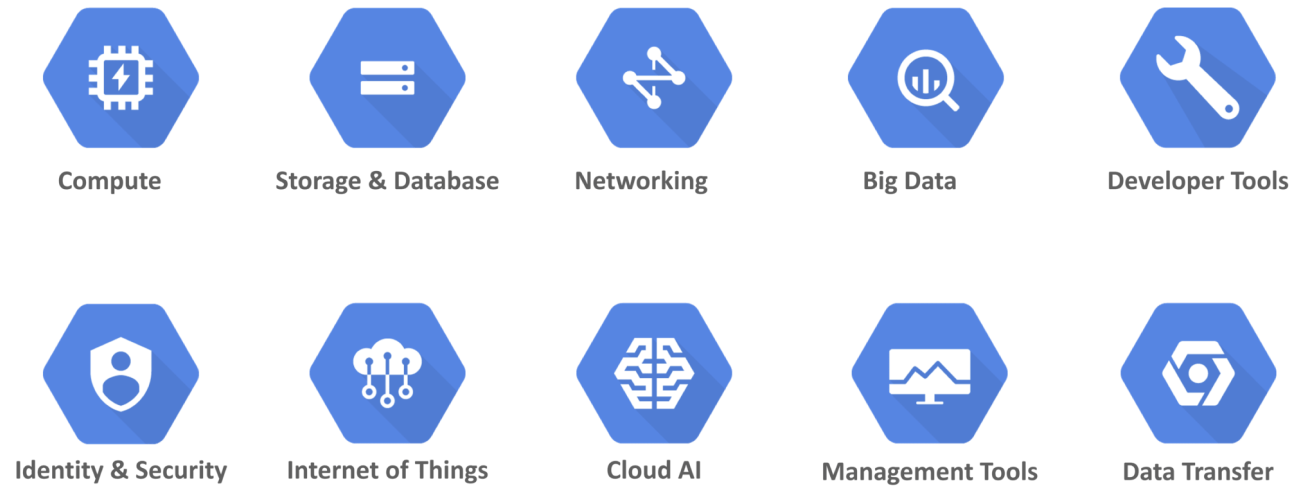 Compute
Storage & Database
Networking
Big Data
Developer Tools
Identity & Security
Internet of Things
Cloud AI
Management Tools
Data Transfer